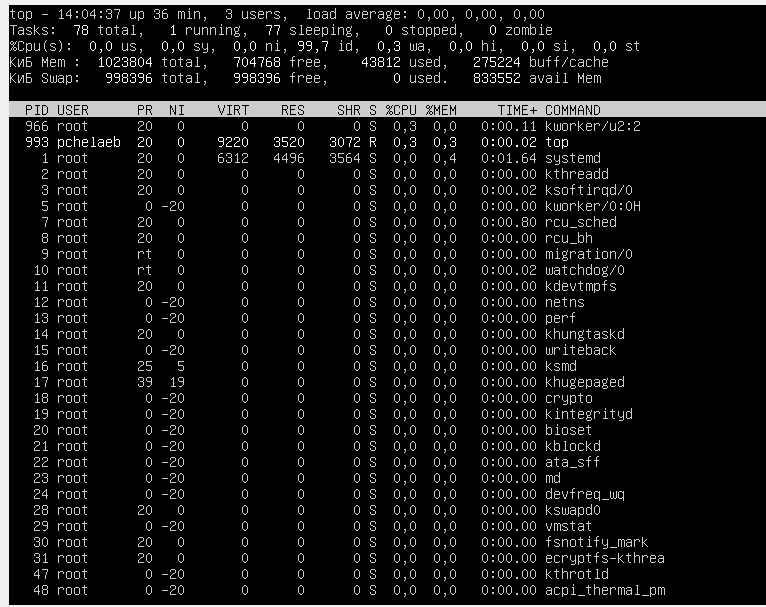 top - 14:04:37 up 36 min,  3 users,  load average: 0,00, 0,00, 0,00
Tasks:  78 total,   1 running,  77 sleeping,   0 stopped,   0 zombie
%Cpu(s):  0,0 us,  0,0 sy,  0,0 ni, 99,7 id,  0,3 wa,  0,0 hi,  0,0 si,  0,0 st
КиБ Mem :  1023804 total,   704768 free,    43812 used,   275224 buff/cache
КиБ Swap:   998396 total,   998396 free,        0 used.   833552 avail Mem
PID USER      PR  NI    VIRT    RES    SHR S %CPU %MEM     TIME+ COMMAND
966 root      20   0       0      0      0 S  0,3  0,0   0:00.11 kworker/u2:2
993 pchelaeb  20   0    9220   3520   3072 R  0,3  0,3   0:00.02 top
1 root      20   0    6312   4496   3564 S  0,0  0,4   0:01.64 systemd
2 root      20   0       0      0      0 S  0,0  0,0   0:00.00 kthreadd
3 root      20   0       0      0      0 S  0,0  0,0   0:00.02 ksoftirqd/0
5 root       0 -20       0      0      0 S  0,0  0,0   0:00.00 kworker/0:0H
7 root      20   0       0      0      0 S  0,0  0,0   0:00.80 rcu_sched
8 root      20   0       0      0      0 S  0,0  0,0   0:00.00 rcu_bh
9 root      rt   0       0      0      0 S  0,0  0,0   0:00.00 migration/0
10 root      rt   0       0      0      0 S  0,0  0,0   0:00.02 watchdog/0
11 root      20   0       0      0      0 S  0,0  0,0   0:00.00 kdevtmpfs
12 root       0 -20       0      0      0 S  0,0  0,0   0:00.00 netns
13 root       0 -20       0      0      0 S  0,0  0,0   0:00.00 perf
14 root      20   0       0      0      0 S  0,0  0,0   0:00.00 khungtaskd
15 root       0 -20       0      0      0 S  0,0  0,0   0:00.00 writeback
16 root      25   5       0      0      0 S  0,0  0,0   0:00.00 ksmd
17 root      39  19       0      0      0 S  0,0  0,0   0:00.00 khugepaged
18 root       0 -20       0      0      0 S  0,0  0,0   0:00.00 crypto
19 root       0 -20       0      0      0 S  0,0  0,0   0:00.00 kintegrityd
20 root       0 -20       0      0      0 S  0,0  0,0   0:00.00 bioset
21 root       0 -20       0      0      0 S  0,0  0,0   0:00.00 kblockd
22 root       0 -20       0      0      0 S  0,0  0,0   0:00.00 ata_sff
23 root       0 -20       0      0      0 S  0,0  0,0   0:00.00 md
24 root       0 -20       0      0      0 S  0,0  0,0   0:00.00 devfreq_wq
28 root      20   0       0      0      0 S  0,0  0,0   0:00.00 kswapd0
29 root       0 -20       0      0      0 S  0,0  0,0   0:00.00 vmstat
30 root      20   0       0      0      0 S  0,0  0,0   0:00.00 fsnotify_mark
31 root      20   0       0      0      0 S  0,0  0,0   0:00.00 ecryptfs-kthrea
47 root       0 -20       0      0      0 S  0,0  0,0   0:00.00 kthrotld
48 root       0 -20       0      0      0 S  0,0  0,0   0:00.00 acpi_thermal_pm